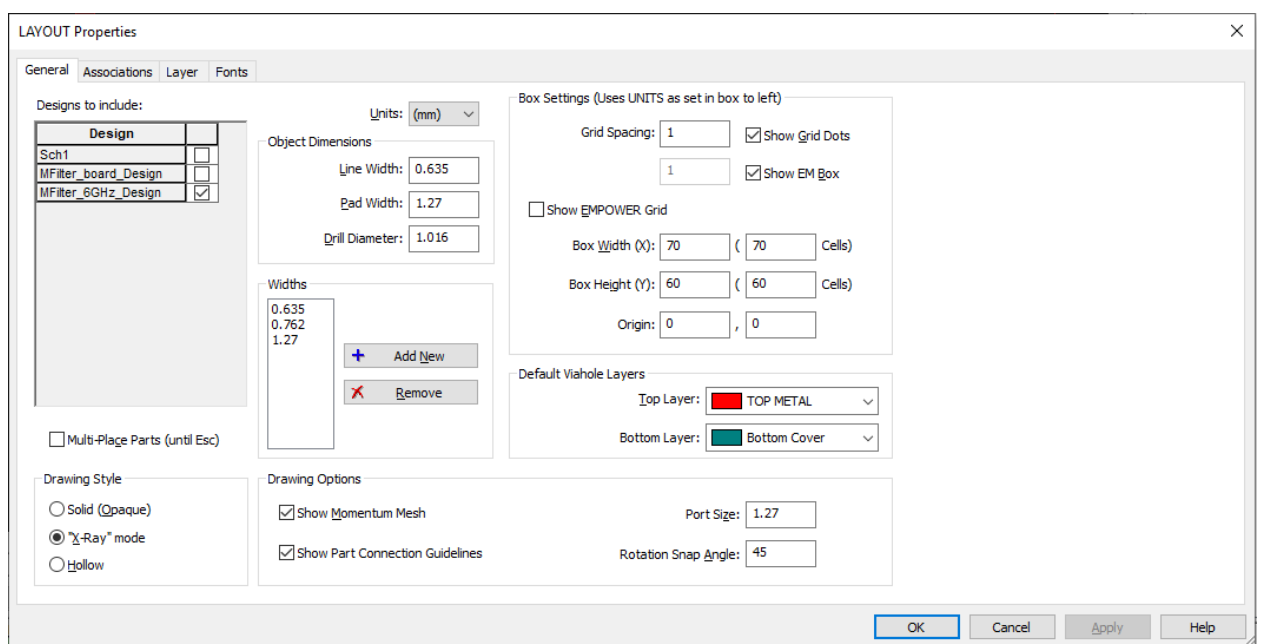 LAYOUT Properties
General Associations Layer Fonts
Designs to include:
Design
Sch1
MFilter_board_Design
MFilter_6GHz_Design
Multi-Place Parts (until Esc)
Drawing Style
Solid (Opaque)
"X-Ray" mode
Hollow
Units: (mm)
Object Dimensions
Line Width: 0.635
Pad Width: 1.27
Drill Diameter: 1.016
Widths
0.635
0.762
1.27
Add New
Remove
Drawing Options
Show Momentum Mesh
Show Part Connection Guidelines
Port Size: 1.27
Rotation Snap Angle: 45
Box Settings (Uses UNITS as set in box to left)
Grid Spacing: 1 Show Grid Dots
1 Show EM Box
Show EMPOWER Grid
Box Width (X): 70 ( 70 Cells)
Box Height (Y): 60 ( 60 Cells)
Origin: 0 , 0
Default Viahole Layers
Top Layer: TOP METAL
Bottom Layer: Bottom Cover
OK Cancel Apply Help